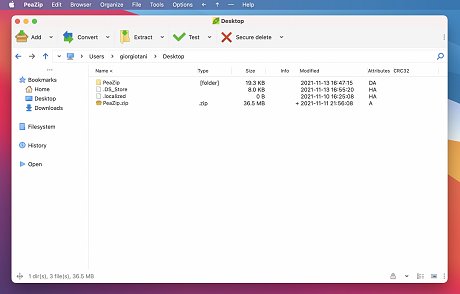 PeaZip Edit Browser Organize File Tools Options
Desktop
Add Convert Extract Test Secure delete
Users giorgiotani Desktop
Name Type Size Info Modified Attributes CRC32
Bookmarks
Home
Desktop
Downloads
Filesystem
History
Open
PeaZip [folder] 19.3 KB 2021-11-13 16:47:15 DA
.DS_Store 8.0 KB 2021-11-13 16:55:20 HA
.localized 0 B 2021-11-10 16:25:08 HA
PeaZip.zip .zip 36.5 MB + 2021-11-11 21:56:08 A
1 dir(s), 3 file(s), 36.5 MB